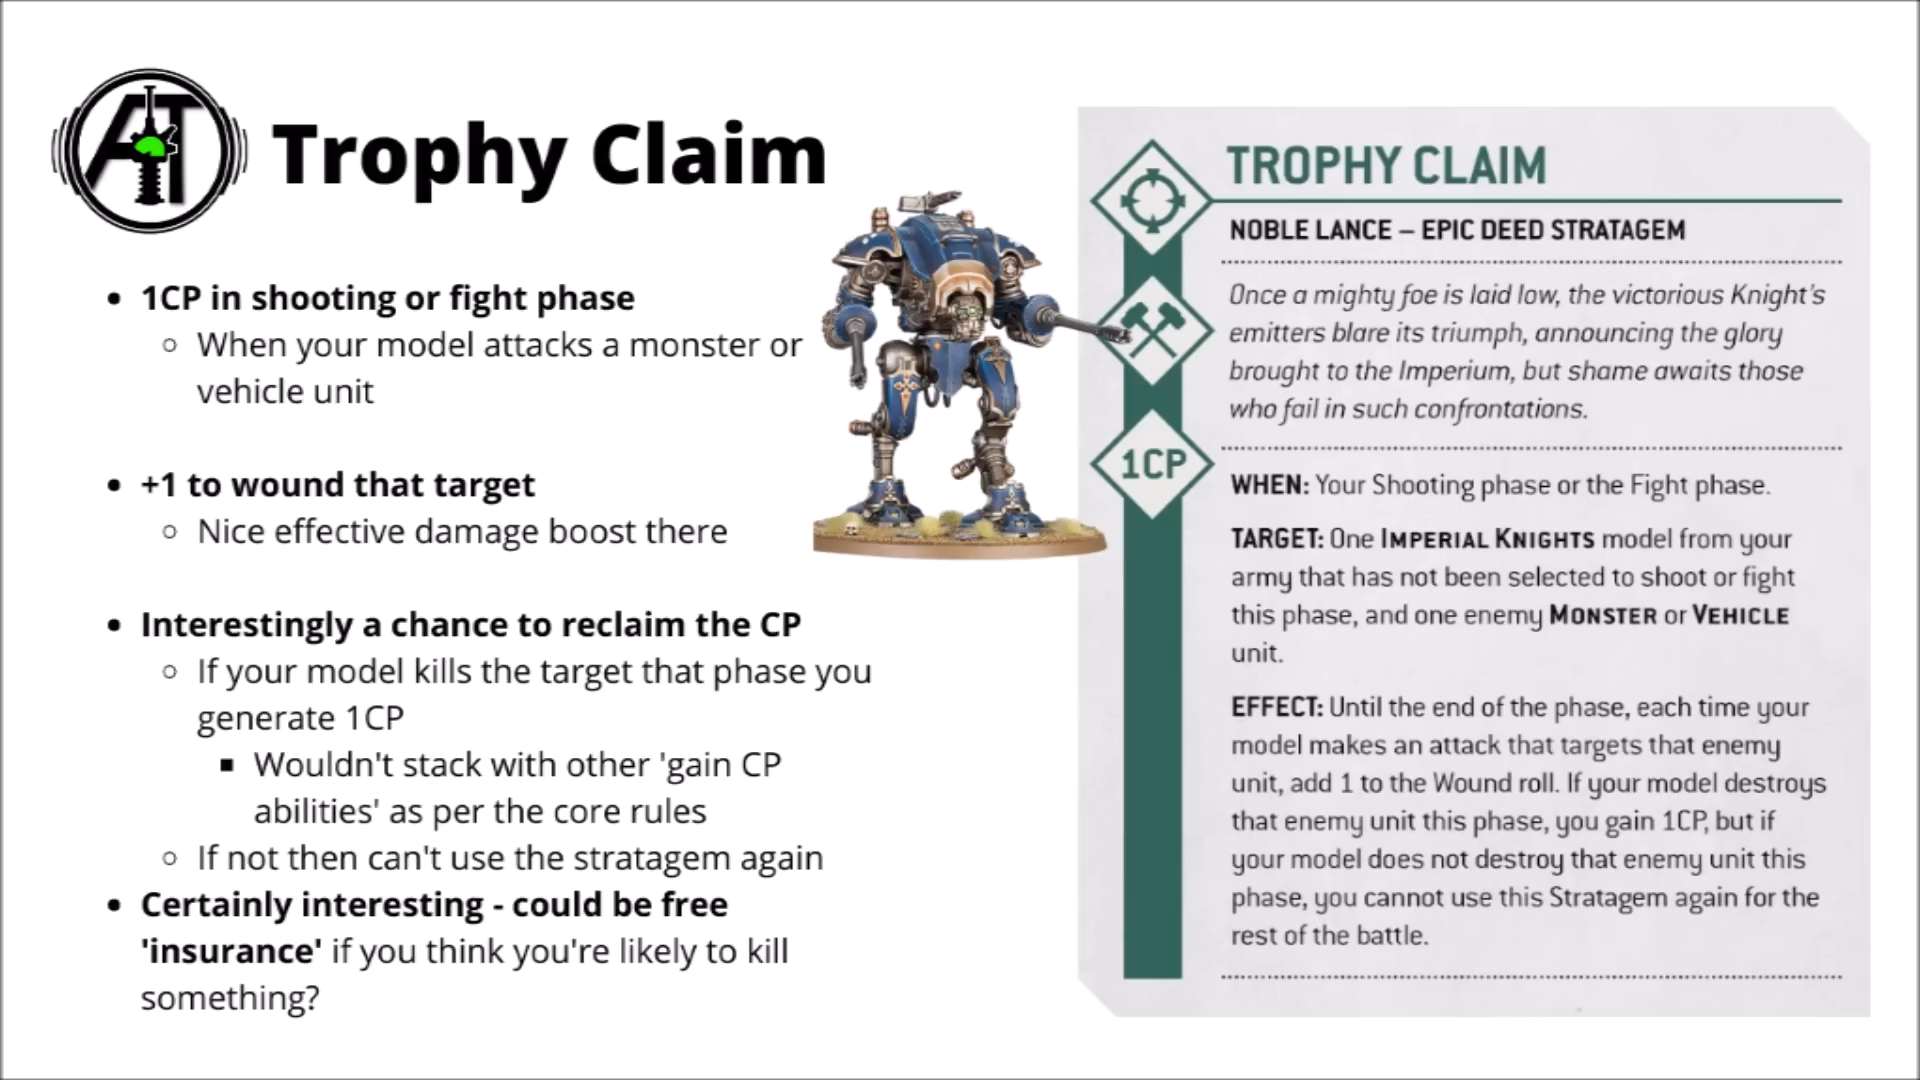 AT
Trophy Claim
• 1CP in shooting or fight phase
○ When your model attacks a monster or
vehicle unit
• +1 to wound that target
○ Nice effective damage boost there
• Interestingly a chance to reclaim the CP
○ If your model kills the target that phase you
generate 1CP
▪ Wouldn't stack with other 'gain CP
abilities' as per the core rules
○ If not then can't use the stratagem again
• Certainly interesting - could be free
'insurance' if you think you're likely to kill
something?
TROPHY CLAIM
NOBLE LANCE – EPIC DEED STRATAGEM
Once a mighty foe is laid low, the victorious Knight's
emitters blare its triumph, announcing the glory
brought to the Imperium, but shame awaits those
who fail in such confrontations.
1CP
WHEN: Your Shooting phase or the Fight phase.
TARGET: One IMPERIAL KNIGHTS model from your
army that has not been selected to shoot or fight
this phase, and one enemy MONSTER or VEHICLE
unit.
EFFECT: Until the end of the phase, each time your
model makes an attack that targets that enemy
unit, add 1 to the Wound roll. If your model destroys
that enemy unit this phase, you gain 1CP, but if
your model does not destroy that enemy unit this
phase, you cannot use this Stratagem again for the
rest of the battle.